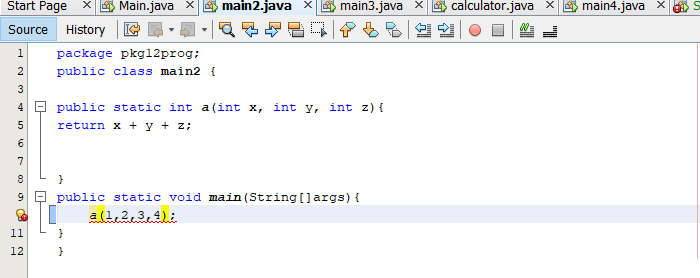 Start Page Main.java main2.java main3.java calculator.java main4.java S
Source History
1 package pkg12prog;
2 public class main2 {
3
4 public static int a(int x, int y, int z){
5 return x + y + z;
6
7
8 }
9 public static void main(String[]args){
a(1,2,3,4);
11 }
12 }